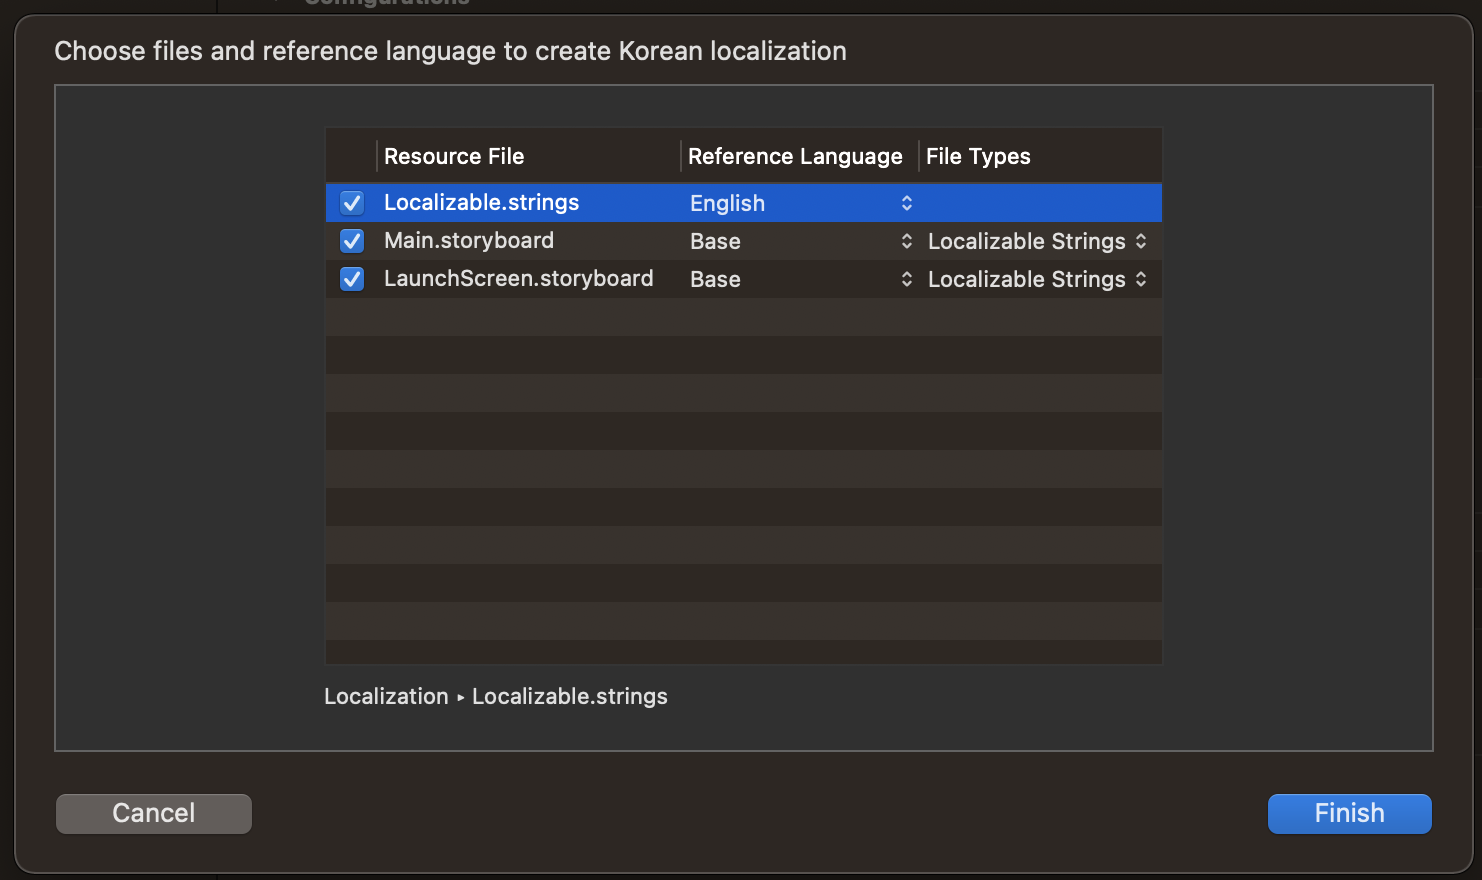 Configurations
Choose files and reference language to create Korean localization
Resource File Reference Language File Types
Localizable.strings English
Main.storyboard Base Localizable Strings
LaunchScreen.storyboard Base Localizable Strings
Localization ▸ Localizable.strings
Cancel Finish